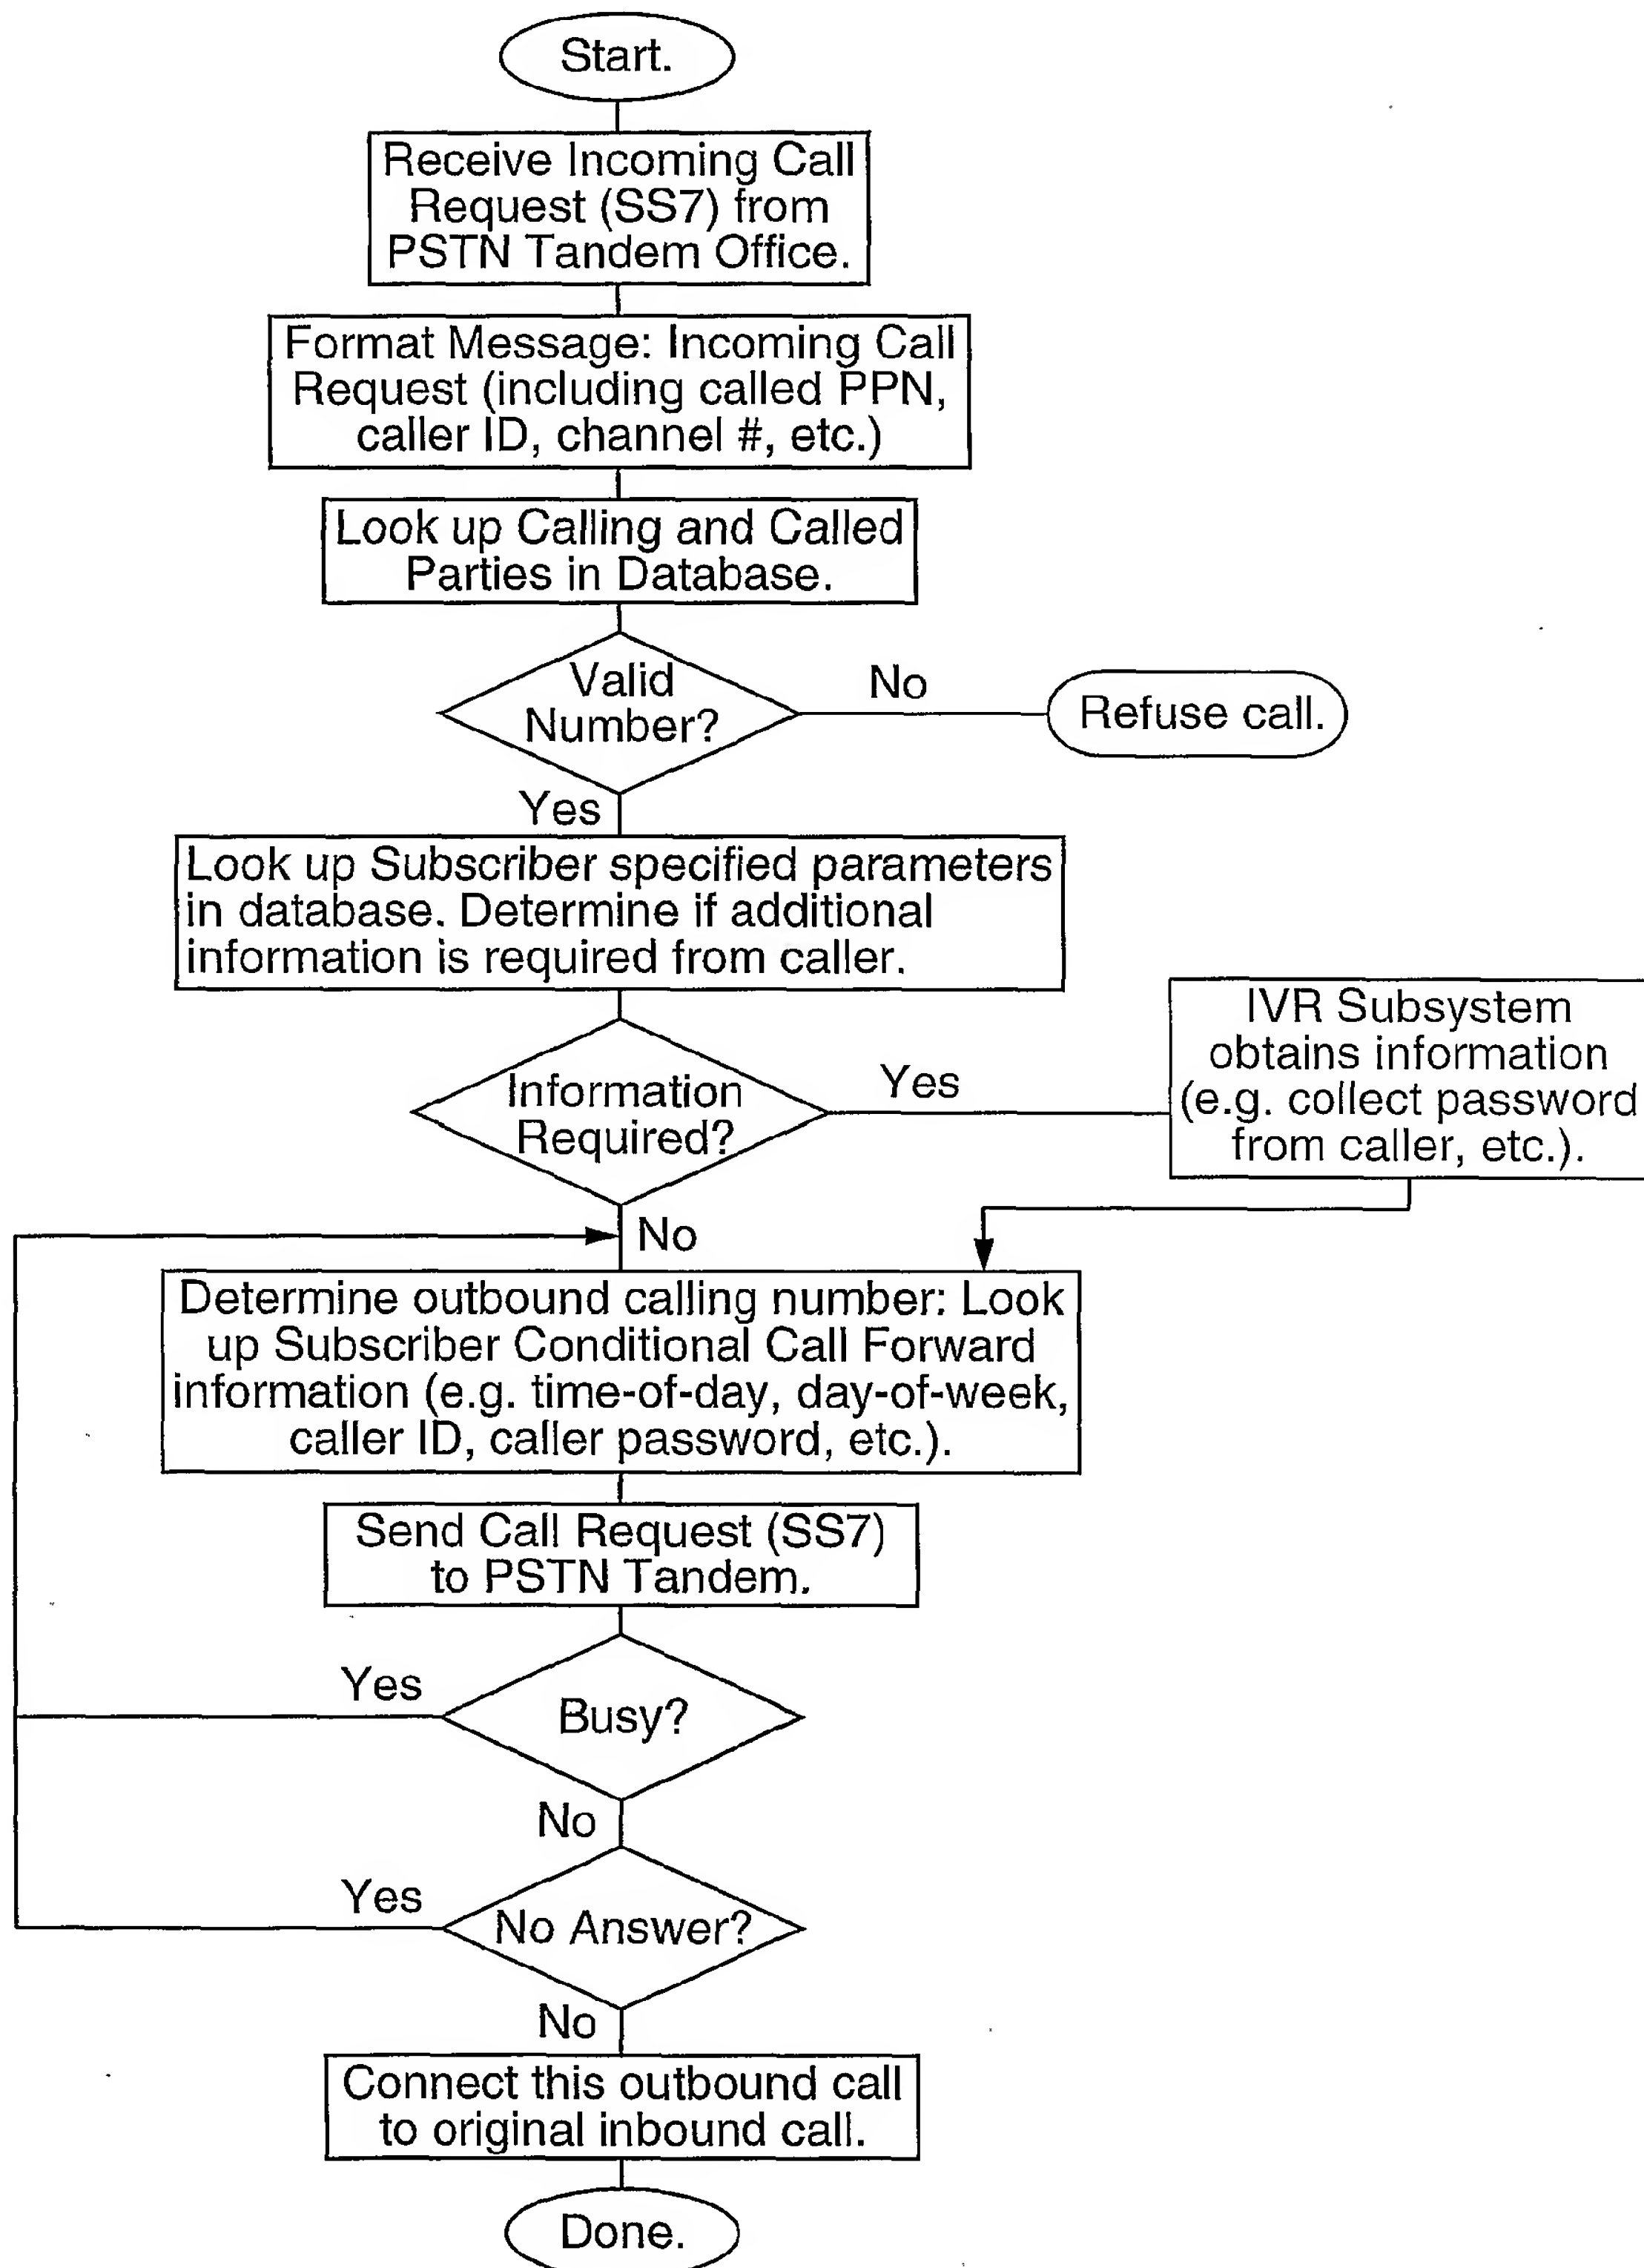 Start.
Receive Incoming Call
Request (SS7) from
PSTN Tandem Office.
Format Message: Incoming Call
Request (including called PPN,
caller ID, channel #, etc.)
Look up Calling and Called
Parties in Database.
Valid
Number?
No
Refuse call.
Yes
Look up Subscriber specified parameters
in database. Determine if additional
information is required from caller.
Information
Required?
Yes
IVR Subsystem
obtains information
(e.g. collect password
from caller, etc.).
No
Determine outbound calling number: Look
up Subscriber Conditional Call Forward
information (e.g. time-of-day, day-of-week,
caller ID, caller password, etc.).
Send Call Request (SS7)
to PSTN Tandem.
Busy?
Yes
No
No Answer?
Yes
No
Connect this outbound call
to original inbound call.
Done.